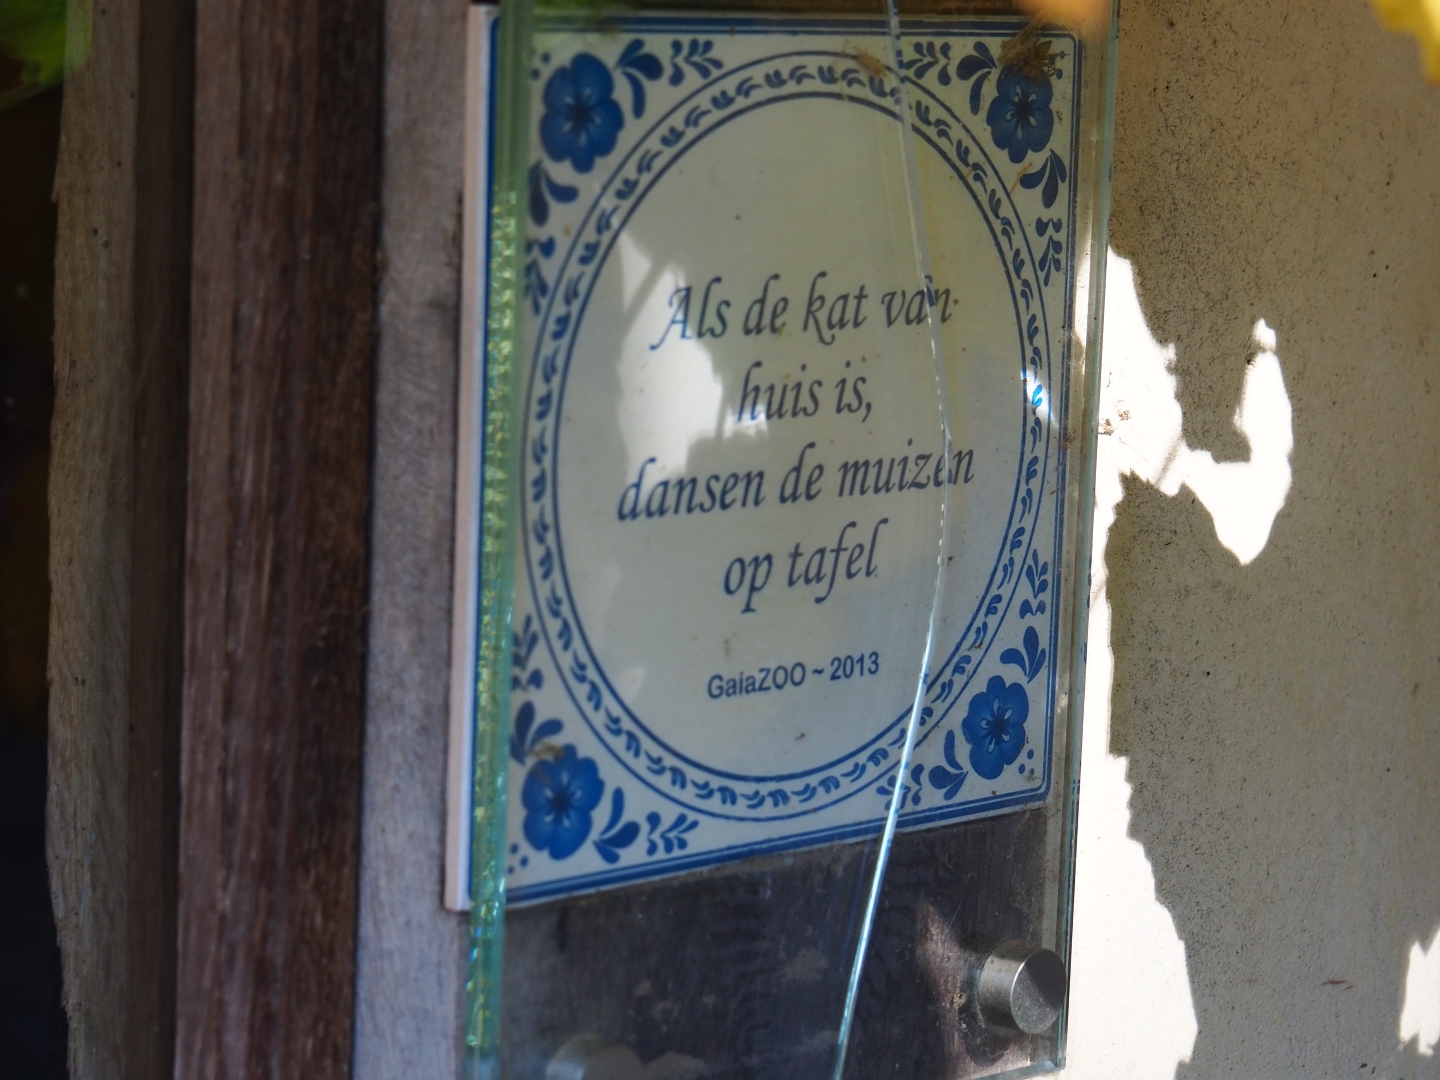 Als de kat van
huis is,
dansen de muizen
op tafel
GaiaZOO ~ 2013